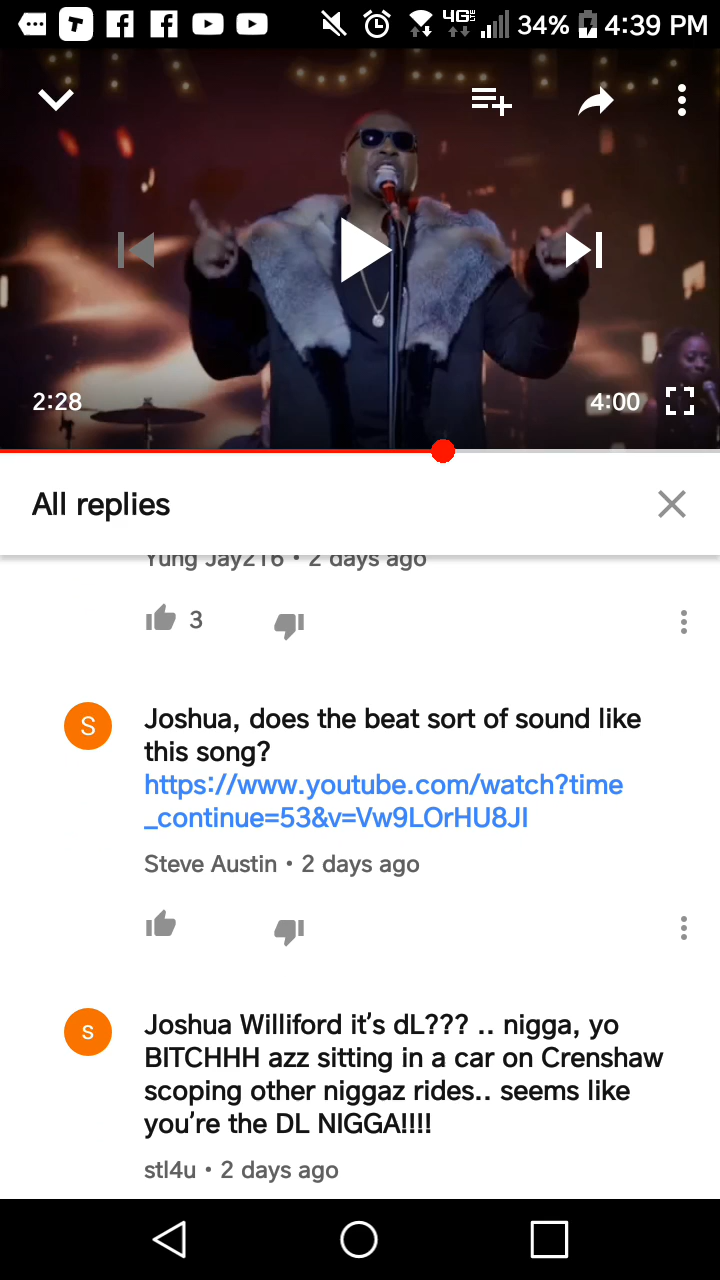 4G LTE 34% 4:39 PM
2:28
4:00
All replies
Yung Jay216 • 2 days ago
3
S
Joshua, does the beat sort of sound like
this song?
https://www.youtube.com/watch?time
_continue=53&v=Vw9LOrHU8JI
Steve Austin • 2 days ago
s
Joshua Williford it's dL??? .. nigga, yo
BITCHHH azz sitting in a car on Crenshaw
scoping other niggaz rides.. seems like
you're the DL NIGGA!!!!
stl4u • 2 days ago